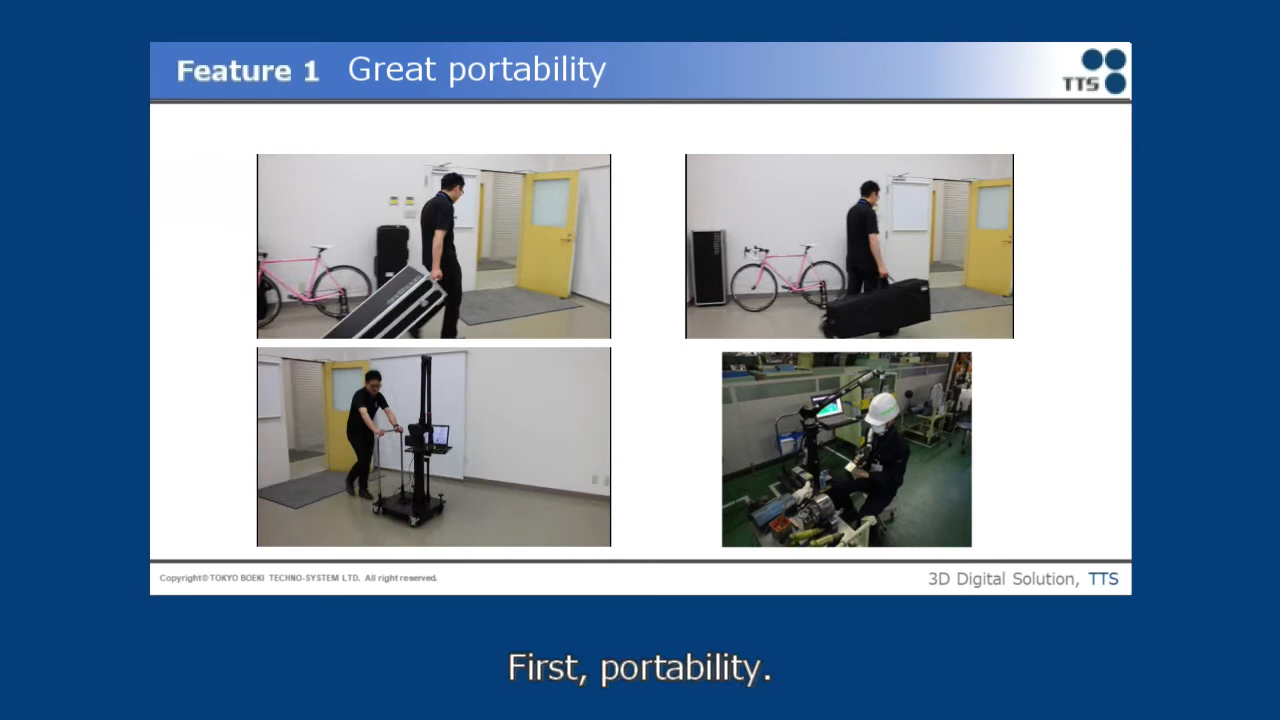 Feature 1 Great portability
TTS
Copyright© TOKYO BOEKI TECHNO-SYSTEM LTD. All right reserved.
3D Digital Solution, TTS
First, portability.